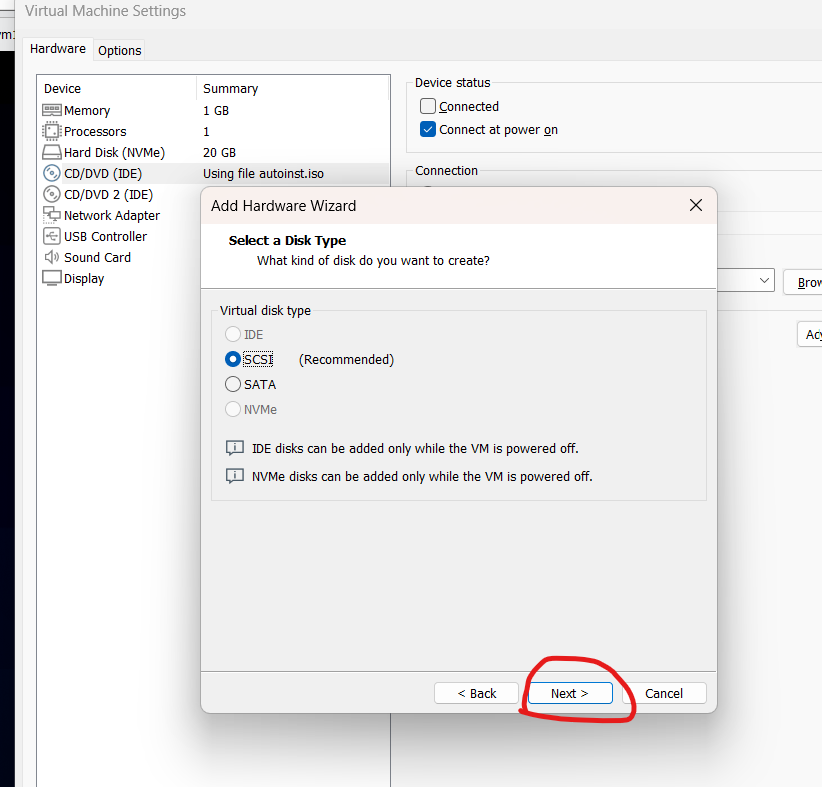 Virtual Machine Settings
vm1
Hardware Options
Device Summary
Memory 1 GB
Processors 1
Hard Disk (NVMe) 20 GB
CD/DVD (IDE) Using file autoinst.iso
CD/DVD 2 (IDE)
Network Adapter
USB Controller
Sound Card
Display
Device status
Connected
Connect at power on
Connection
Brow
Add Hardware Wizard
Select a Disk Type
What kind of disk do you want to create?
Virtual disk type
IDE
SCSI (Recommended)
SATA
NVMe
IDE disks can be added only while the VM is powered off.
NVMe disks can be added only while the VM is powered off.
< Back Next > Cancel